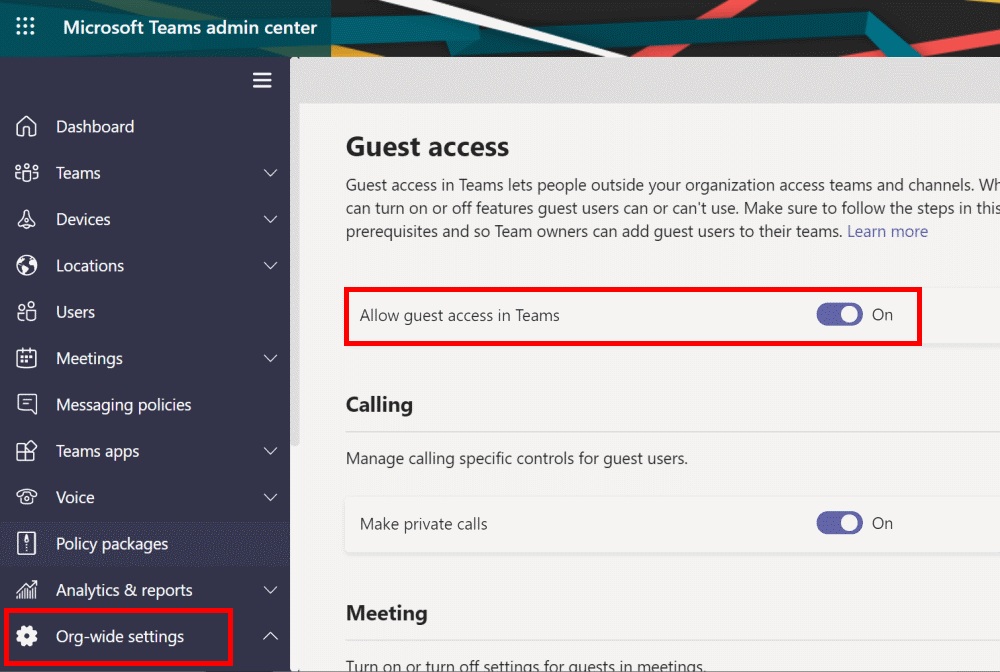 Microsoft Teams admin center
Dashboard
Teams
Devices
Locations
Users
Meetings
Messaging policies
Teams apps
Voice
Policy packages
Analytics & reports
Org-wide settings
Guest access
Guest access in Teams lets people outside your organization access teams and channels. Wh
can turn on or off features guest users can or can't use. Make sure to follow the steps in this
prerequisites and so Team owners can add guest users to their teams. Learn more
Allow guest access in Teams On
Calling
Manage calling specific controls for guest users.
Make private calls On
Meeting
Turn on or turn off settings for guests in meetings.